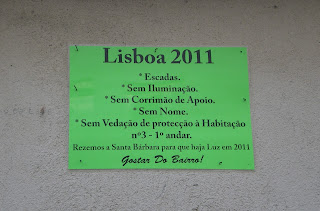 Lisboa 2011
* Escadas.
* Sem Iluminação.
* Sem Corrimão de Apoio.
* Sem Nome.
* Sem Vedação de protecção à Habitação
nº3 - 1º andar.
Rezemos a Santa Bárbara para que haja Luz em 2011
Gostar Do Bairro!